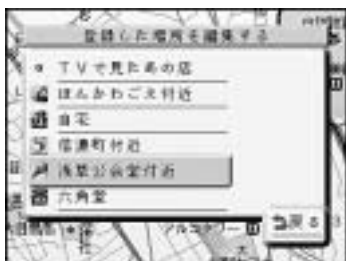 登録した場所を編集する
TVで見たあの店
ほんかわごえ付近
自宅
信濃町付近
浅草公会堂付近
六角堂
戻る